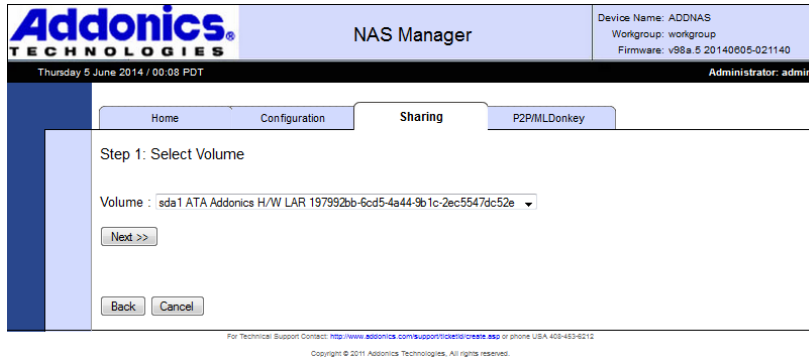 Addonics®
TECHNOLOGIES
NAS Manager
Device Name: ADDNAS
Workgroup: workgroup
Firmware: v98a.5 20140605-021140
Thursday 5 June 2014 / 00:08 PDT
Administrator: admin
Home
Configuration
Sharing
P2P/MLDonkey
Step 1: Select Volume
Volume : sda1 ATA Addonics H/W LAR 197992bb-6cd5-4a44-9b1c-2ec5547dc52e
Next >>
Back
Cancel
For Technical Support Contact: http://www.addonics.com/support/ticketid/create.asp or phone USA 408-453-6212
Copyright © 2011 Addonics Technologies, All rights reserved.